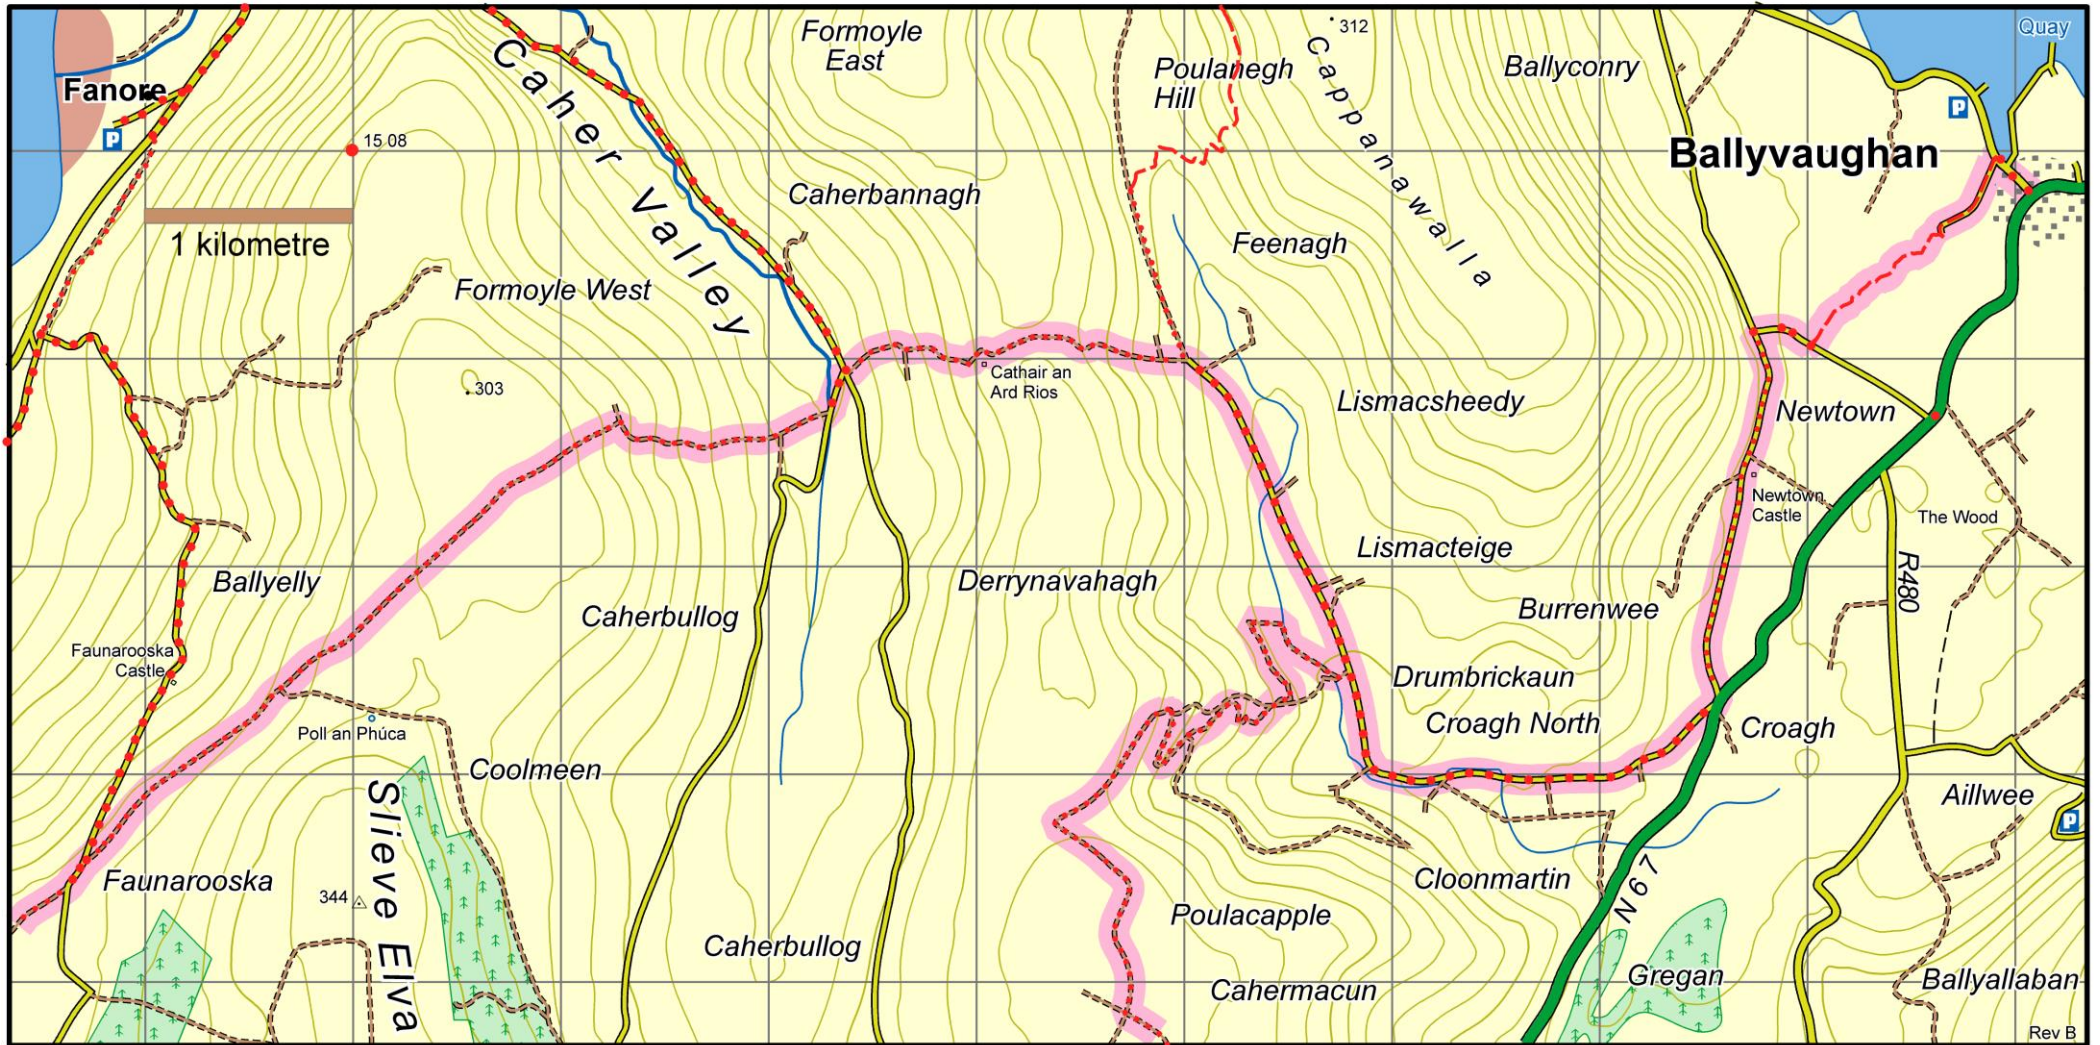 Quay
312
Formoyle
East
Fanore
Caher Valley
Poulanegh
Hill
Cappanawalla
Ballyconry
P
P
15 08
Ballyvaughan
Caherbannagh
1 kilometre
Feenagh
Formoyle West
303
Cathair an
Ard Rios
Lismacsheedy
Newtown
Newtown
Castle
The Wood
Lismacteige
R480
Ballyelly
Derrynavahagh
Caherbullog
Burrenwee
Faunarooska
Castle
Drumbrickaun
Croagh North
Croagh
Poll an Phúca
Coolmeen
Slieve Elva
Aillwee
P
Faunarooska
344
Cloonmartin
N67
Poulacapple
Caherbullog
Gregan
Ballyallaban
Cahermacun
Rev B